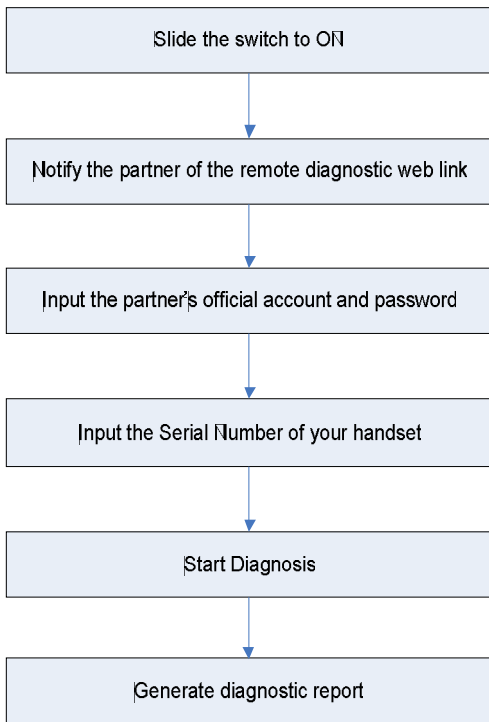 Slide the switch to ON
Notify the partner of the remote diagnostic web link
Input the partner's official account and password
Input the Serial Number of your handset
Start Diagnosis
Generate diagnostic report